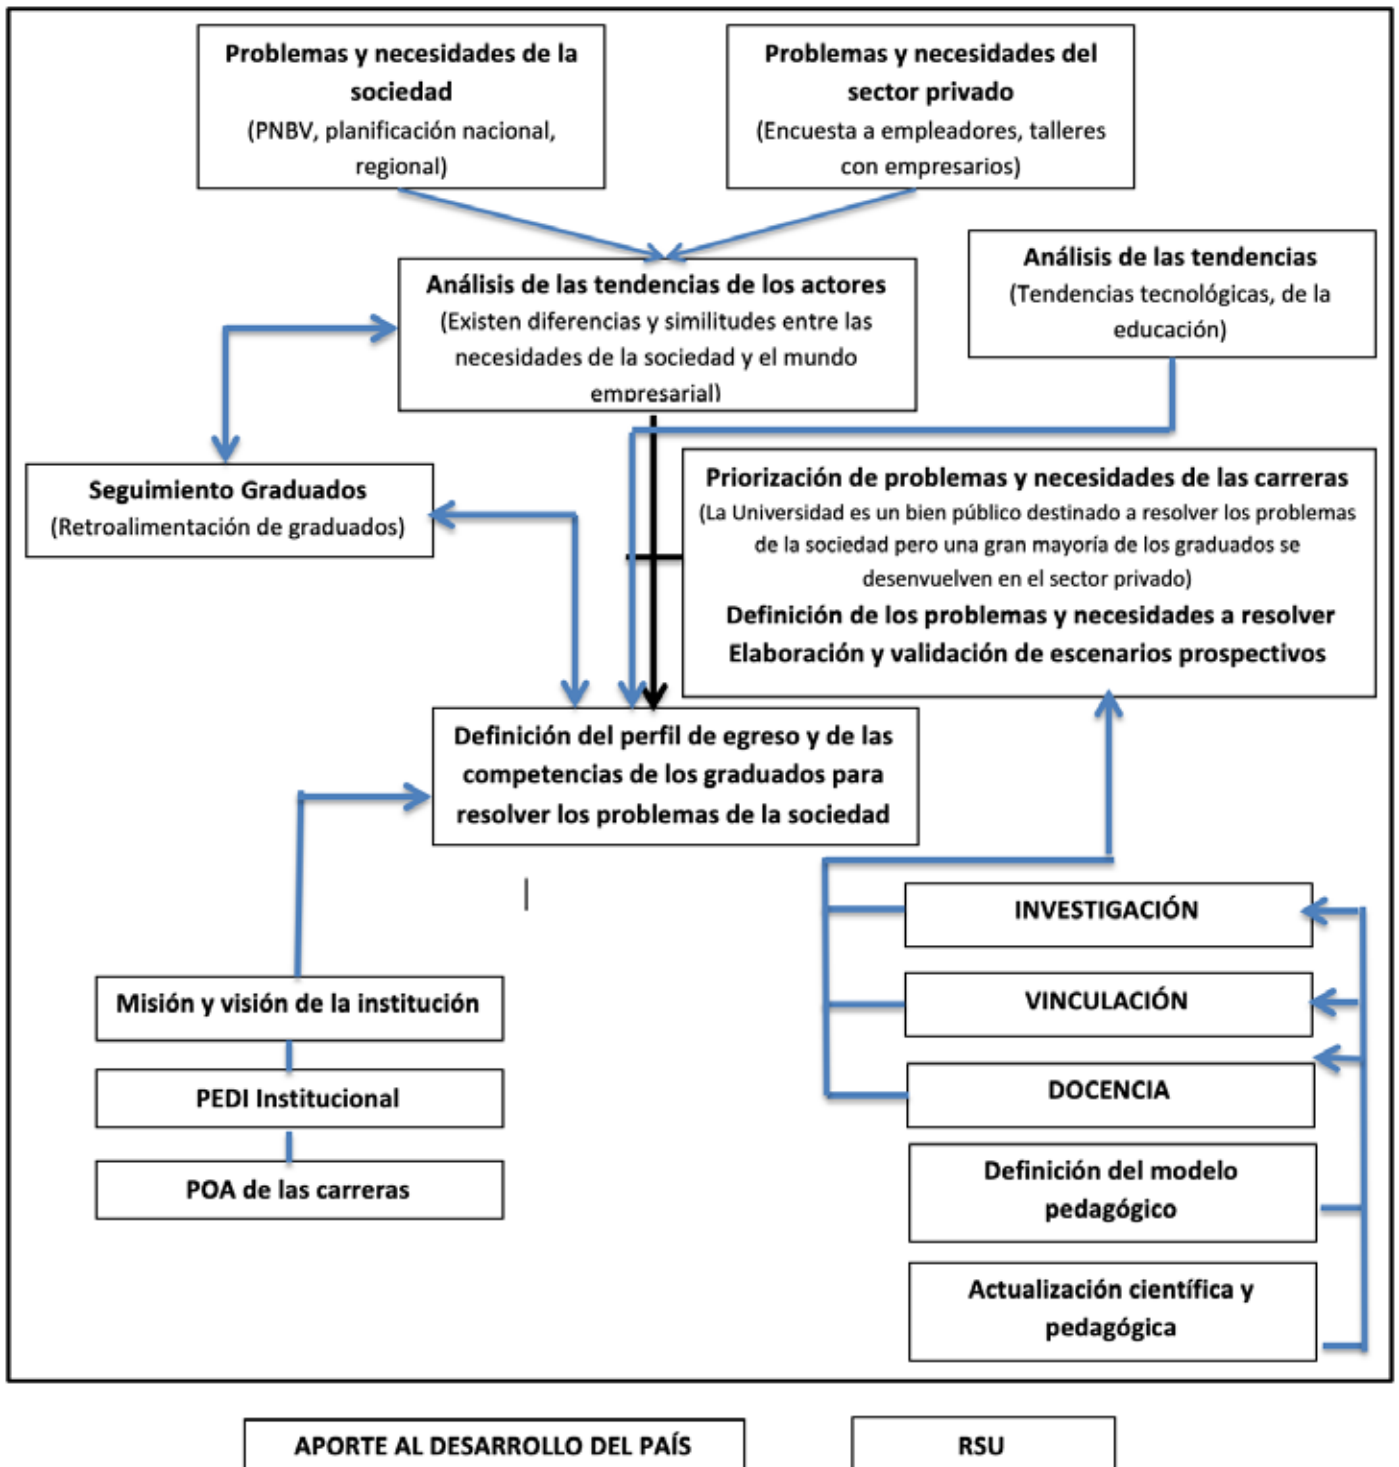 Problemas y necesidades de la
sociedad
(PNBV, planificación nacional,
regional)
Problemas y necesidades del
sector privado
(Encuesta a empleadores, talleres
con empresarios)
Análisis de las tendencias de los actores
(Existen diferencias y similitudes entre las
necesidades de la sociedad y el mundo
empresarial)
Análisis de las tendencias
(Tendencias tecnológicas, de la
educación)
Seguimiento Graduados
(Retroalimentación de graduados)
Priorización de problemas y necesidades de las carreras
(La Universidad es un bien público destinado a resolver los problemas
de la sociedad pero una gran mayoría de los graduados se
desenvuelven en el sector privado)
Definición de los problemas y necesidades a resolver
Elaboración y validación de escenarios prospectivos
Definición del perfil de egreso y de las
competencias de los graduados para
resolver los problemas de la sociedad
Misión y visión de la institución
PEDI Institucional
POA de las carreras
INVESTIGACIÓN
VINCULACIÓN
DOCENCIA
Definición del modelo
pedagógico
Actualización científica y
pedagógica
APORTE AL DESARROLLO DEL PAÍS
RSU